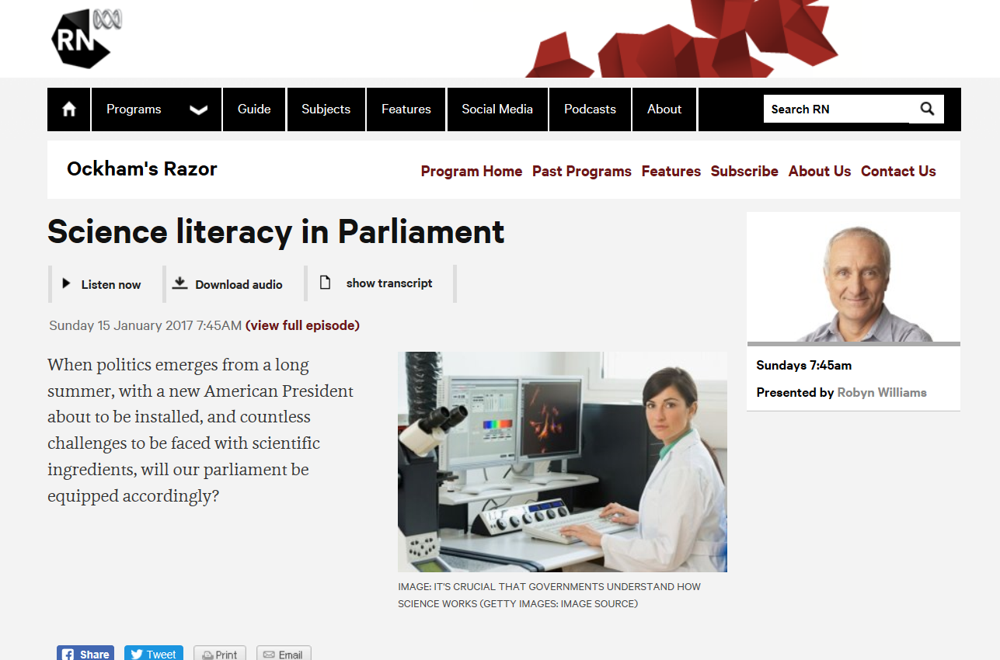 RN
Programs
Guide
Subjects
Features
Social Media
Podcasts
About
Search RN
Ockham's Razor
Program Home
Past Programs
Features
Subscribe
About Us
Contact Us
Science literacy in Parliament
Listen now
Download audio
show transcript
Sunday 15 January 2017 7:45AM (view full episode)
When politics emerges from a long
summer, with a new American President
about to be installed, and countless
challenges to be faced with scientific
ingredients, will our parliament be
equipped accordingly?
IMAGE: IT'S CRUCIAL THAT GOVERNMENTS UNDERSTAND HOW
SCIENCE WORKS (GETTY IMAGES: IMAGE SOURCE)
Sundays 7:45am
Presented by Robyn Williams
Share
Tweet
Print
Email